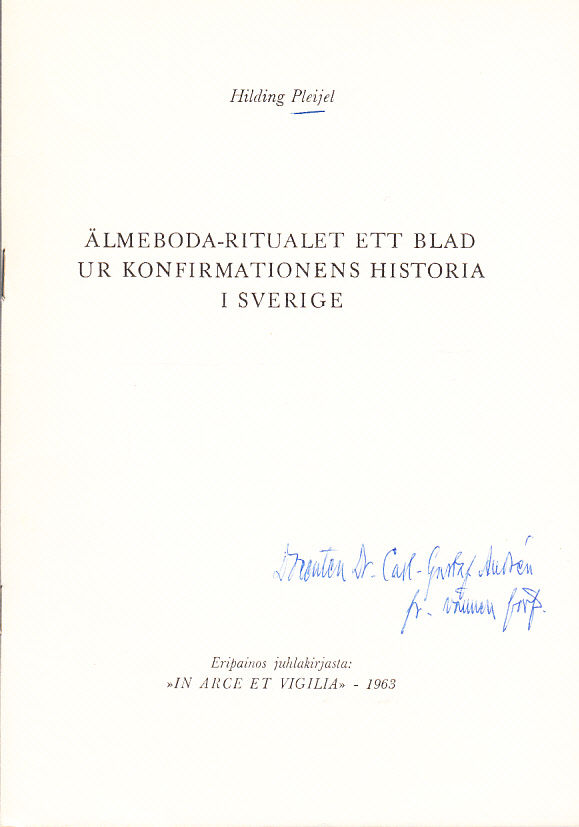 Hilding Pleijel
ÄLMEBODA-RITUALET ETT BLAD
UR KONFIRMATIONENS HISTORIA
I SVERIGE
Docenten Dr. Carl-Gustaf Andrén
fr. vännen förf.
Eripainos juhlakirjasta:
»IN ARCE ET VIGILIA» - 1963